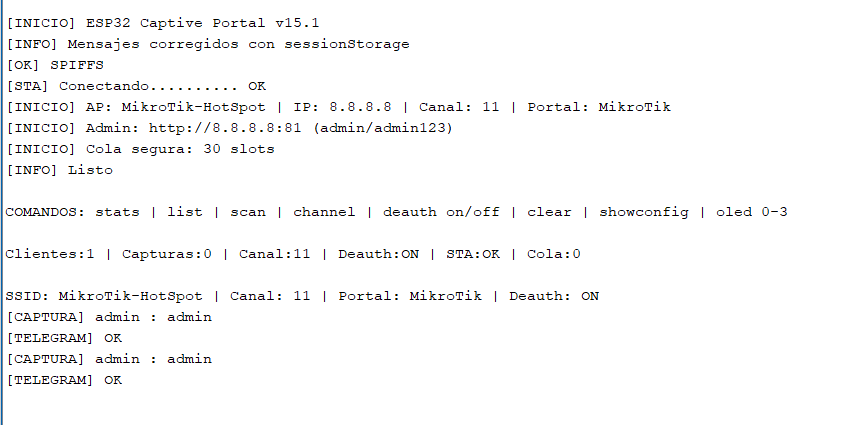 [INICIO] ESP32 Captive Portal v15.1
[INFO] Mensajes corregidos con sessionStorage
[OK] SPIFFS
[STA] Conectando.......... OK
[INICIO] AP: MikroTik-HotSpot | IP: 8.8.8.8 | Canal: 11 | Portal: MikroTik
[INICIO] Admin: http://8.8.8.8:81 (admin/admin123)
[INICIO] Cola segura: 30 slots
[INFO] Listo
COMANDOS: stats | list | scan | channel | deauth on/off | clear | showconfig | oled 0-3
Clientes:1 | Capturas:0 | Canal:11 | Deauth:ON | STA:OK | Cola:0
SSID: MikroTik-HotSpot | Canal: 11 | Portal: MikroTik | Deauth: ON
[CAPTURA] admin : admin
[TELEGRAM] OK
[CAPTURA] admin : admin
[TELEGRAM] OK